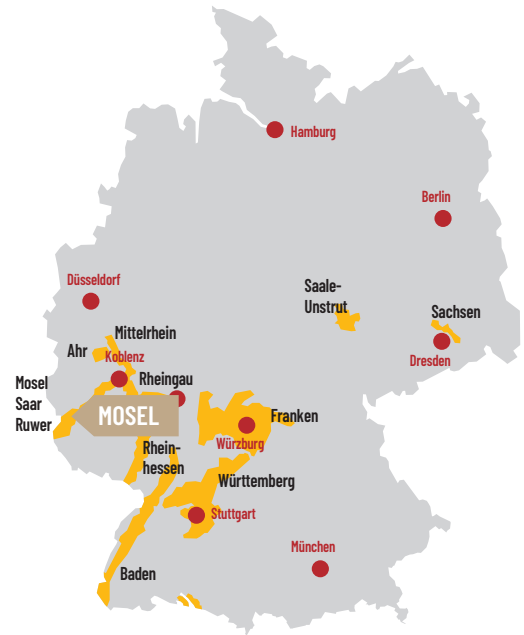 Hamburg
Berlin
Düsseldorf
Saale-
Unstrut
Sachsen
Mittelrhein
Ahr
Koblenz
Dresden
Rheingau
Mosel
Saar
Ruwer
MOSEL
Franken
Würzburg
Rhein-
hessen
Württemberg
Stuttgart
München
Baden